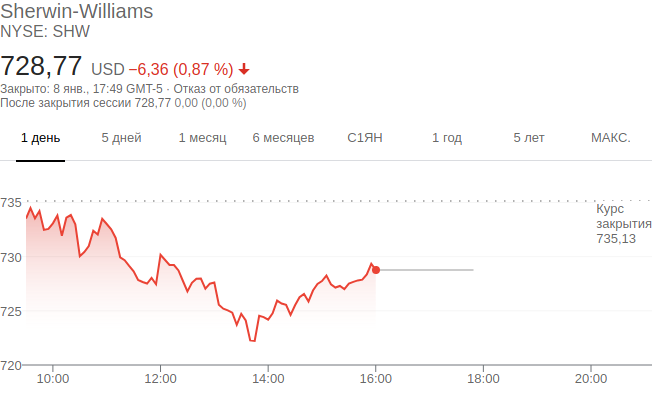 Sherwin-Williams
NYSE: SHW
728,77 USD −6,36 (0,87 %)
Закрыто: 8 янв., 17:49 GMT-5 · Отказ от обязательств
После закрытия сессии 728,77 0,00 (0,00 %)
1 день 5 дней 1 месяц 6 месяцев С1ЯН 1 год 5 лет МАКС.
735
Курс
закрытия
735,13
730
725
720
10:00 12:00 14:00 16:00 18:00 20:00